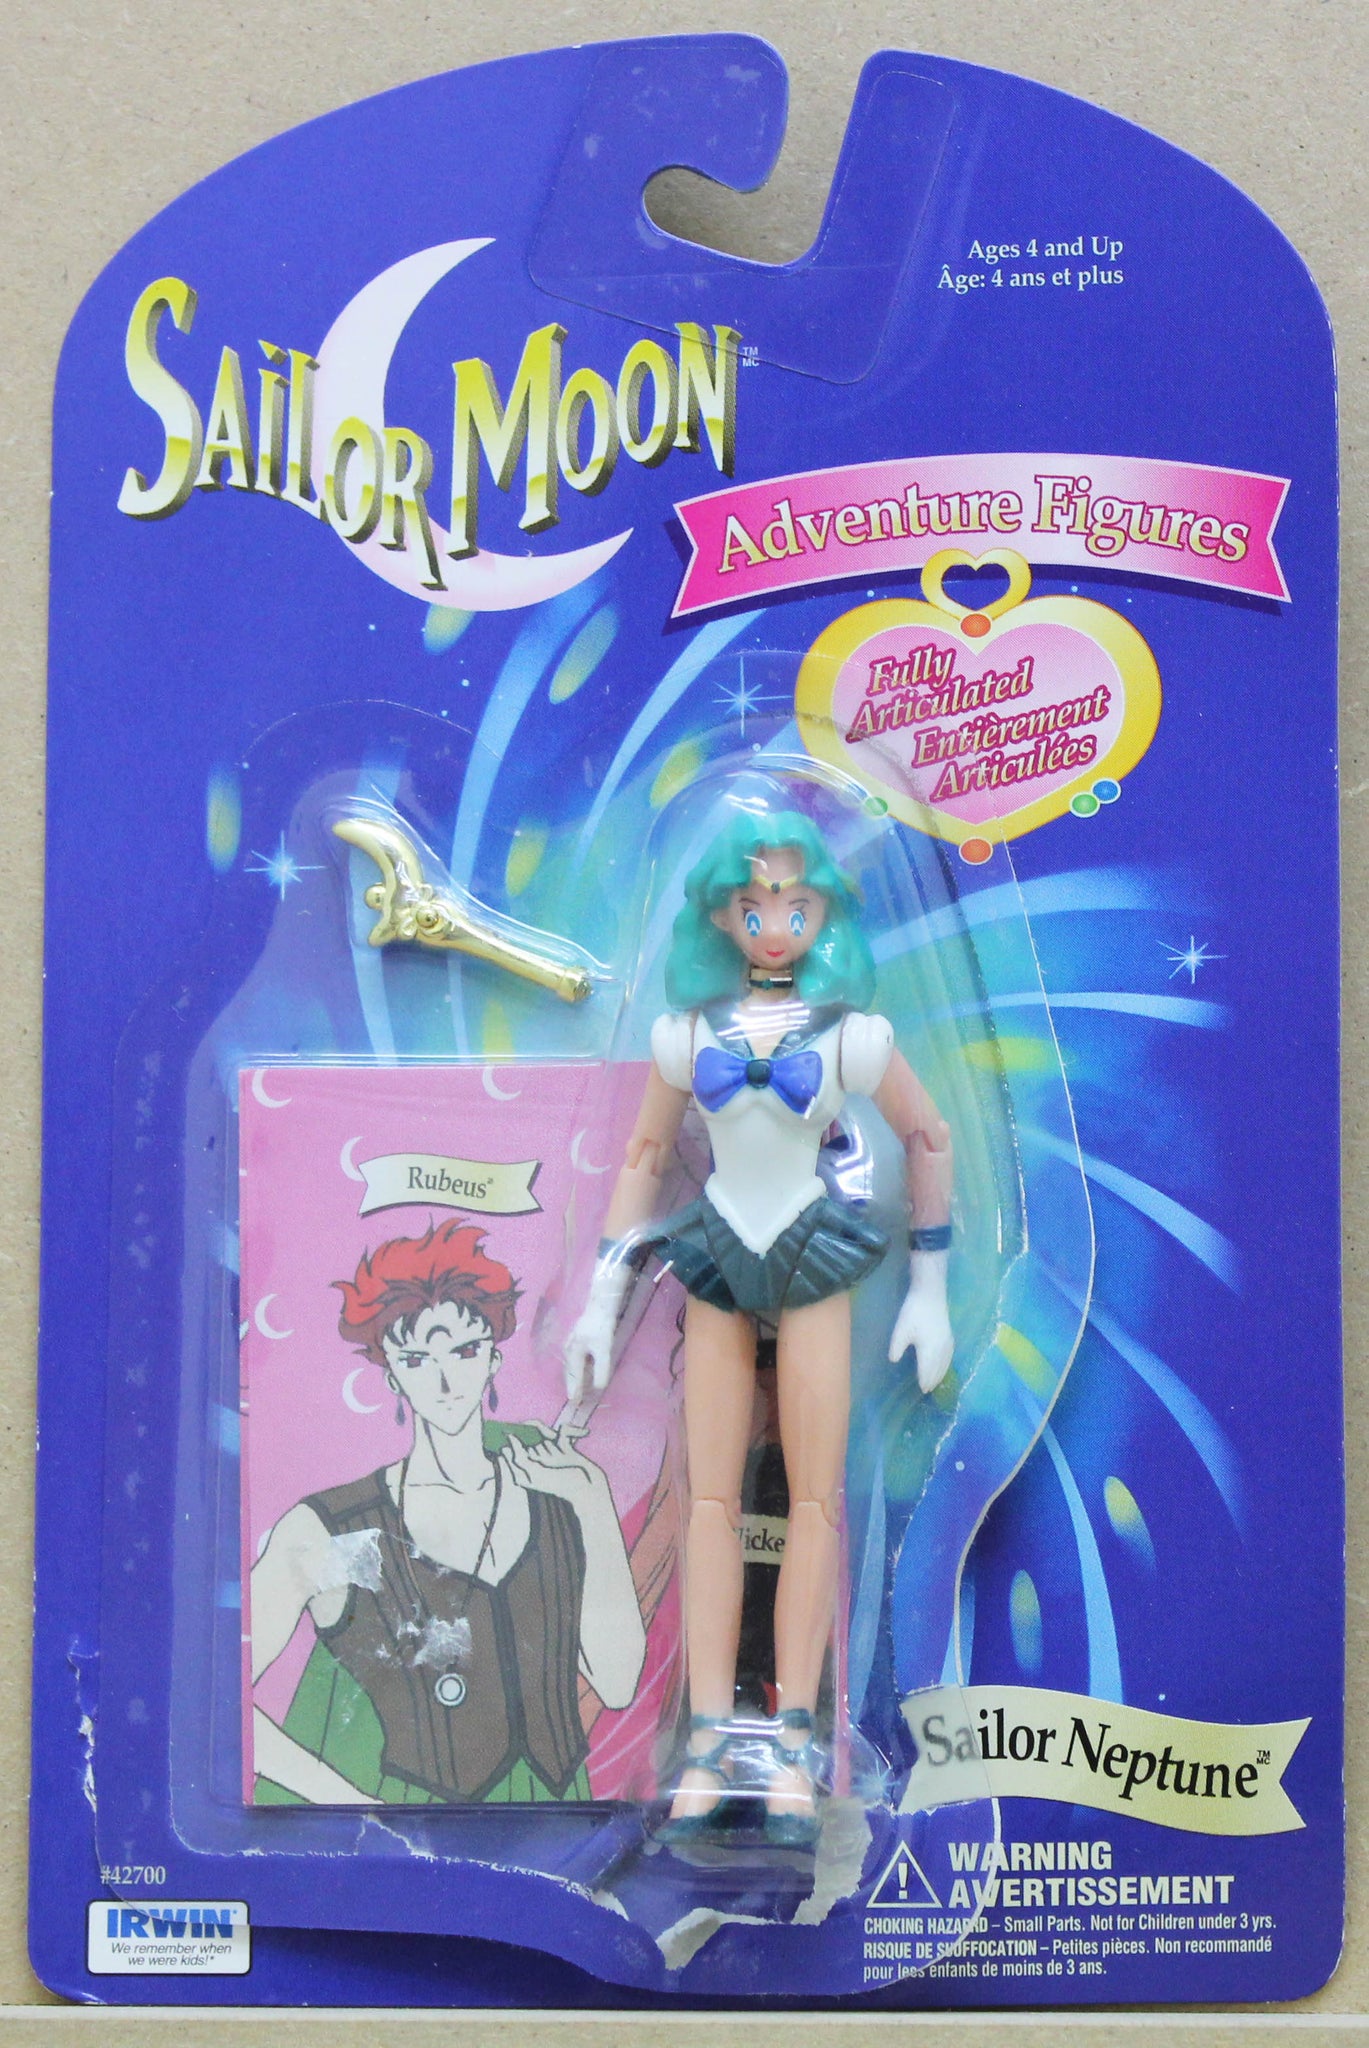 Ages 4 and Up
Âge: 4 ans et plus
SAILOR MOON
TM
MC
Adventure Figures
Fully
Articulated
Entièrement
Articulées
Rubeus
Sailor Neptune
TM
MC
#42700
IRWIN
We remember when
we were kids!*
WARNING
AVERTISSEMENT
CHOKING HAZARD – Small Parts. Not for Children under 3 yrs.
RISQUE DE SUFFOCATION – Petites pièces. Non recommandé
pour les enfants de moins de 3 ans.